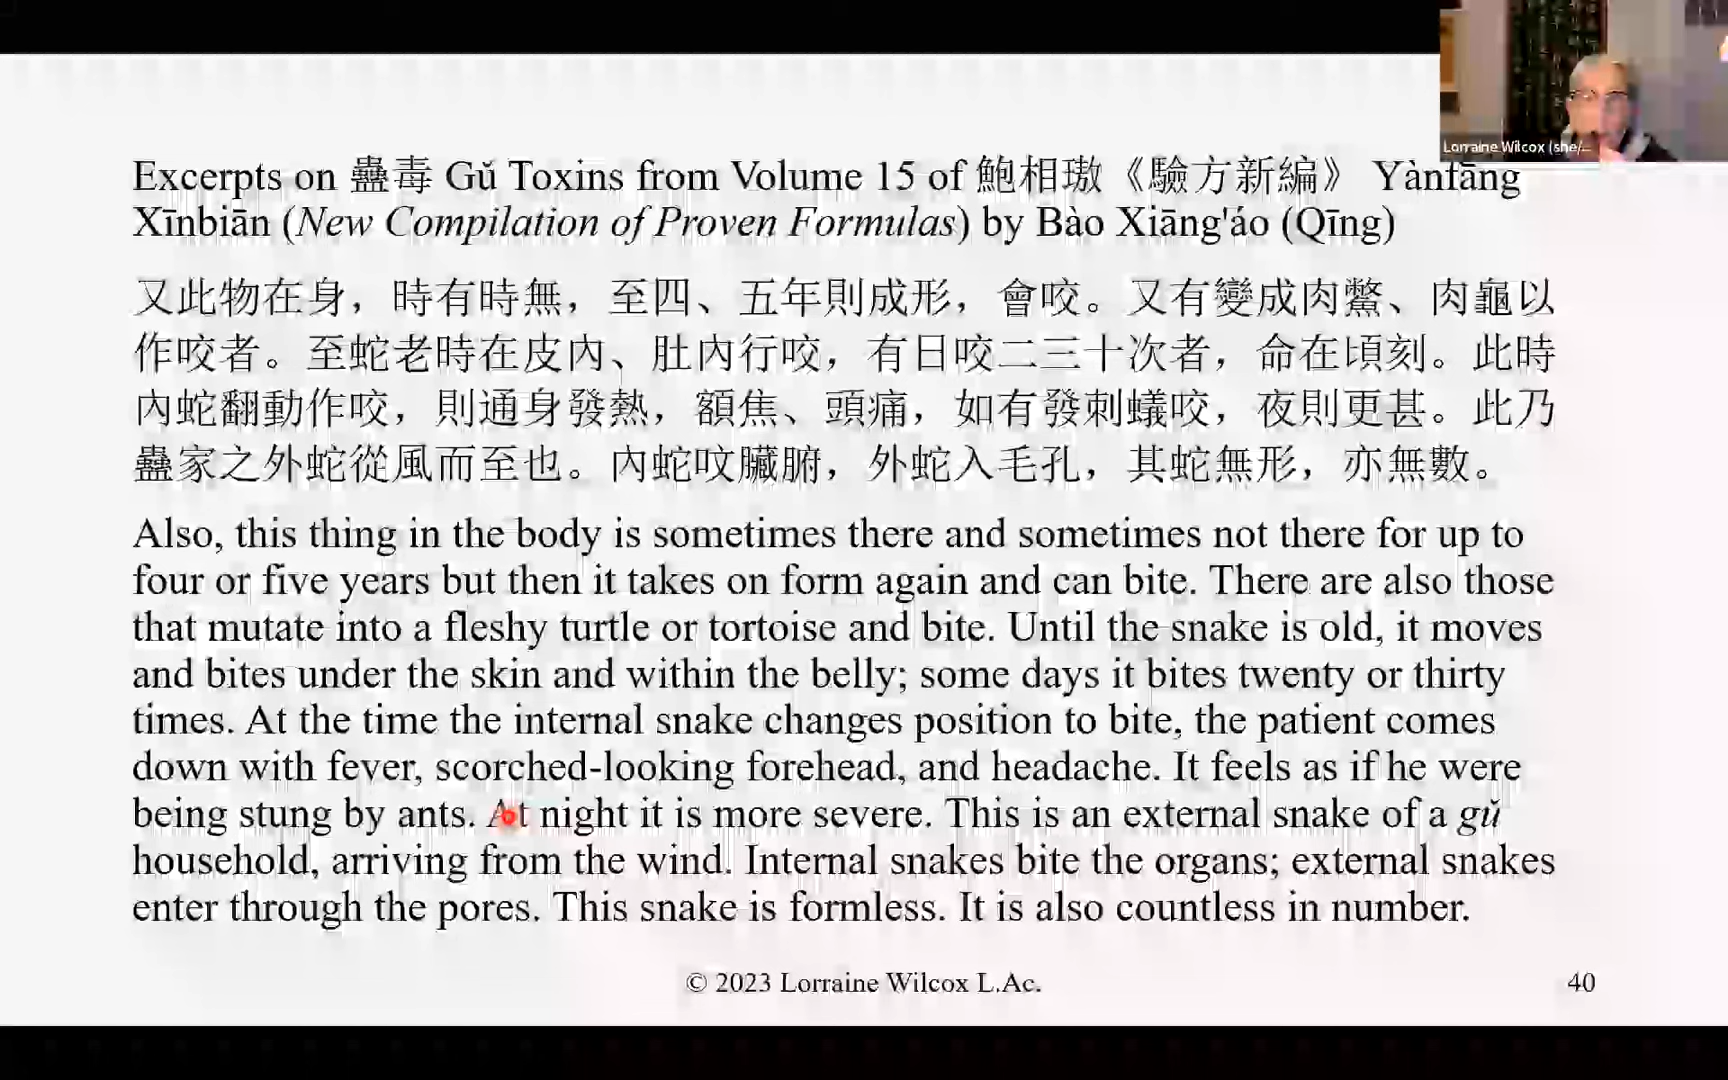 Lorraine Wilcox (she/...
Excerpts on 蠱毒 Gǔ Toxins from Volume 15 of 鮑相璈《驗方新編》 Yànfāng
Xīnbiān (New Compilation of Proven Formulas) by Bào Xiāng'áo (Qīng)
又此物在身，時有時無，至四、五年則成形，會咬。又有變成肉鱉、肉龜以
作咬者。至蛇老時在皮內、肚內行咬，有日咬二三十次者，命在頃刻。此時
內蛇翻動作咬，則通身發熱，額焦、頭痛，如有發刺蟻咬，夜則更甚。此乃
蠱家之外蛇從風而至也。內蛇咬臟腑，外蛇入毛孔，其蛇無形，亦無數。
Also, this thing in the body is sometimes there and sometimes not there for up to
four or five years but then it takes on form again and can bite. There are also those
that mutate into a fleshy turtle or tortoise and bite. Until the snake is old, it moves
and bites under the skin and within the belly; some days it bites twenty or thirty
times. At the time the internal snake changes position to bite, the patient comes
down with fever, scorched-looking forehead, and headache. It feels as if he were
being stung by ants. At night it is more severe. This is an external snake of a gǔ
household, arriving from the wind. Internal snakes bite the organs; external snakes
enter through the pores. This snake is formless. It is also countless in number.
© 2023 Lorraine Wilcox L.Ac.
40